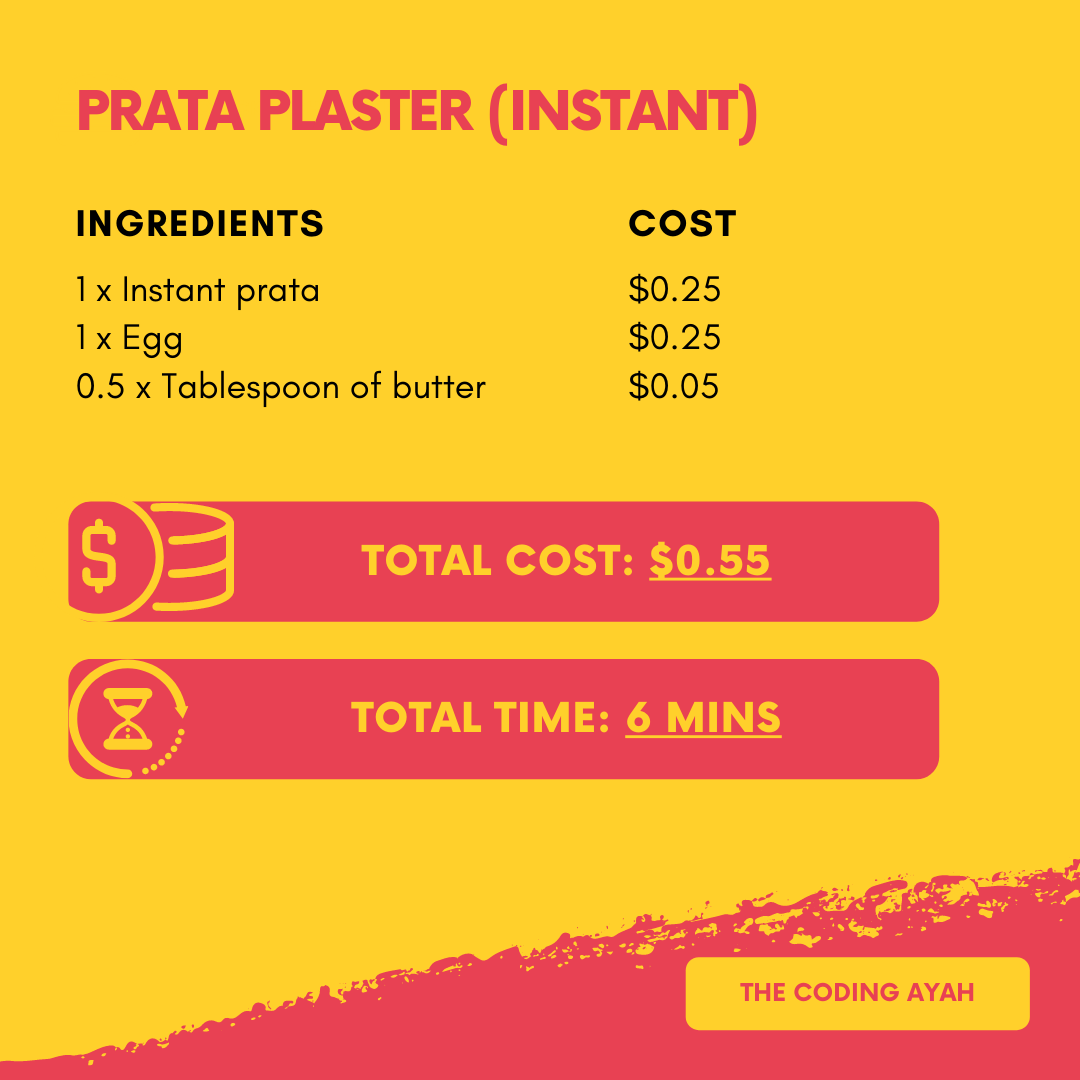 PRATA PLASTER (INSTANT)
INGREDIENTS COST
1 x Instant prata $0.25
1 x Egg $0.25
0.5 x Tablespoon of butter $0.05
$ TOTAL COST: $0.55
TOTAL TIME: 6 MINS
THE CODING AYAH